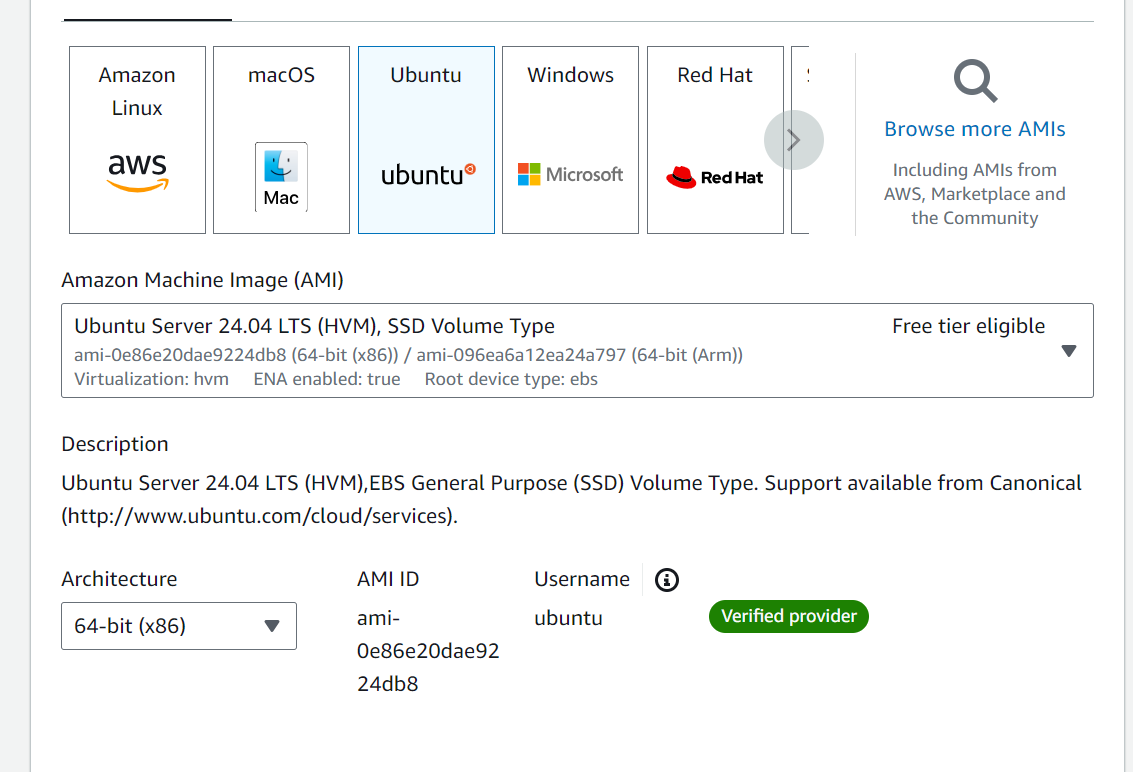 Amazon
Linux
aws
macOS
Mac
Ubuntu
ubuntu
Windows
Microsoft
Red Hat
Red Hat
Browse more AMIs
Including AMIs from
AWS, Marketplace and
the Community
Amazon Machine Image (AMI)
Ubuntu Server 24.04 LTS (HVM), SSD Volume Type
Free tier eligible
ami-0e86e20dae9224db8 (64-bit (x86)) / ami-096ea6a12ea24a797 (64-bit (Arm))
Virtualization: hvm ENA enabled: true Root device type: ebs
Description
Ubuntu Server 24.04 LTS (HVM),EBS General Purpose (SSD) Volume Type. Support available from Canonical
(http://www.ubuntu.com/cloud/services).
Architecture
64-bit (x86)
AMI ID
ami-
0e86e20dae92
24db8
Username
ubuntu
Verified provider